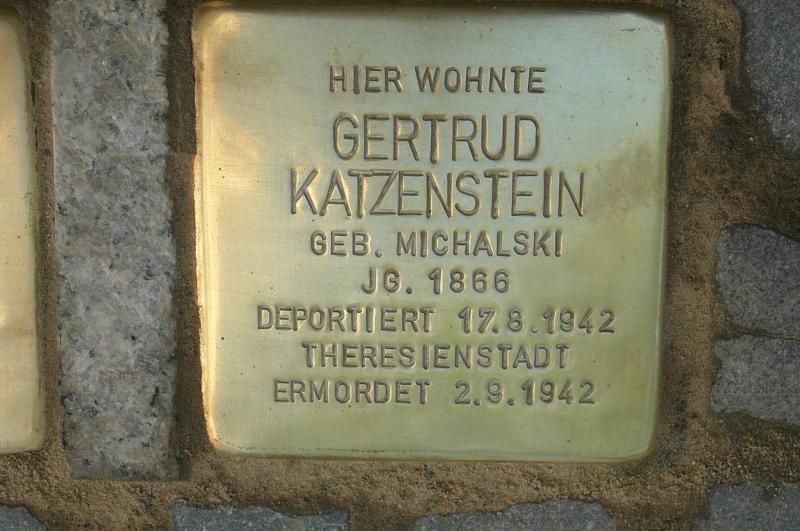 HIER WOHNTE
GERTRUD
KATZENSTEIN
GEB. MICHALSKI
JG. 1866
DEPORTIERT 17.8.1942
THERESIENSTADT
ERMORDET 2.9.1942